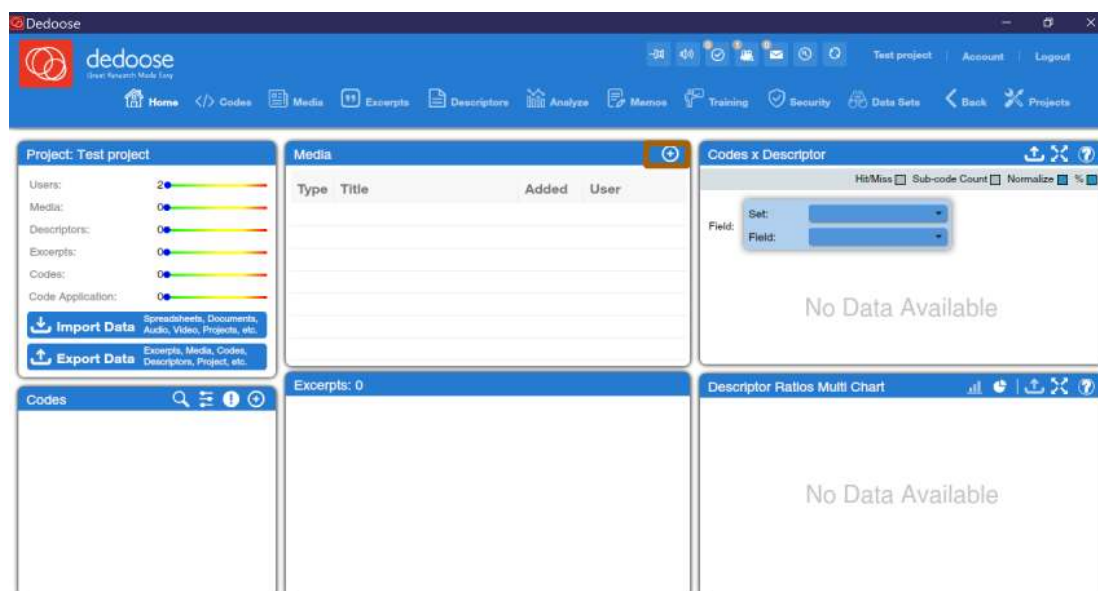 Dedoose
dedoose
Great Research Made Easy
Test project | Account | Logout
Home </> Codes Media Excerpts Descriptors Analyze Memos Training Security Data Sets Back Projects
Project: Test project
Users: 2
Media: 0
Descriptors: 0
Excerpts: 0
Codes: 0
Code Application: 0
Import Data Spreadsheets, Documents,
Audio, Video, Projects, etc.
Export Data Excerpts, Media, Codes,
Descriptors, Project, etc.
Codes
Media
Type Title Added User
Excerpts: 0
Codes x Descriptor
Hit/Miss Sub-code Count Normalize %
Field:
Set:
Field:
No Data Available
Descriptor Ratios Multi Chart
No Data Available